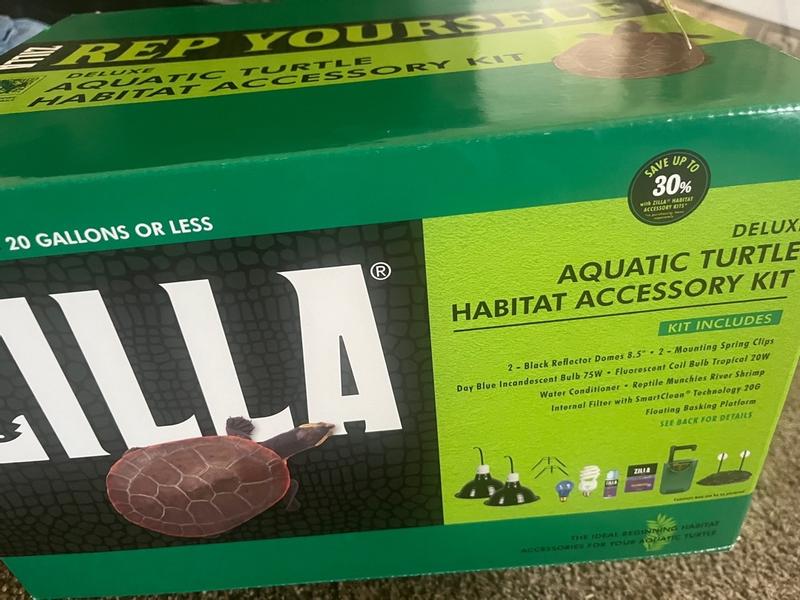 ZILLA
REP YOURSELF
DELUXE
AQUATIC TURTLE
HABITAT ACCESSORY KIT
20 GALLONS OR LESS
SAVE UP TO
30%
with ZILLA® HABITAT
ACCESSORY KITS*
ZILLA®
DELUXE
AQUATIC TURTLE
HABITAT ACCESSORY KIT
KIT INCLUDES
2 - Black Reflector Domes 8.5" • 2 - Mounting Spring Clips
Day Blue Incandescent Bulb 75W • Fluorescent Coil Bulb Tropical 20W
Water Conditioner • Reptile Munchies River Shrimp
Internal Filter with SmartClean® Technology 20G
Floating Basking Platform
SEE BACK FOR DETAILS
ZILLA
ZILLA
THE IDEAL BEGINNING HABITAT
ACCESSORIES FOR YOUR AQUATIC TURTLE